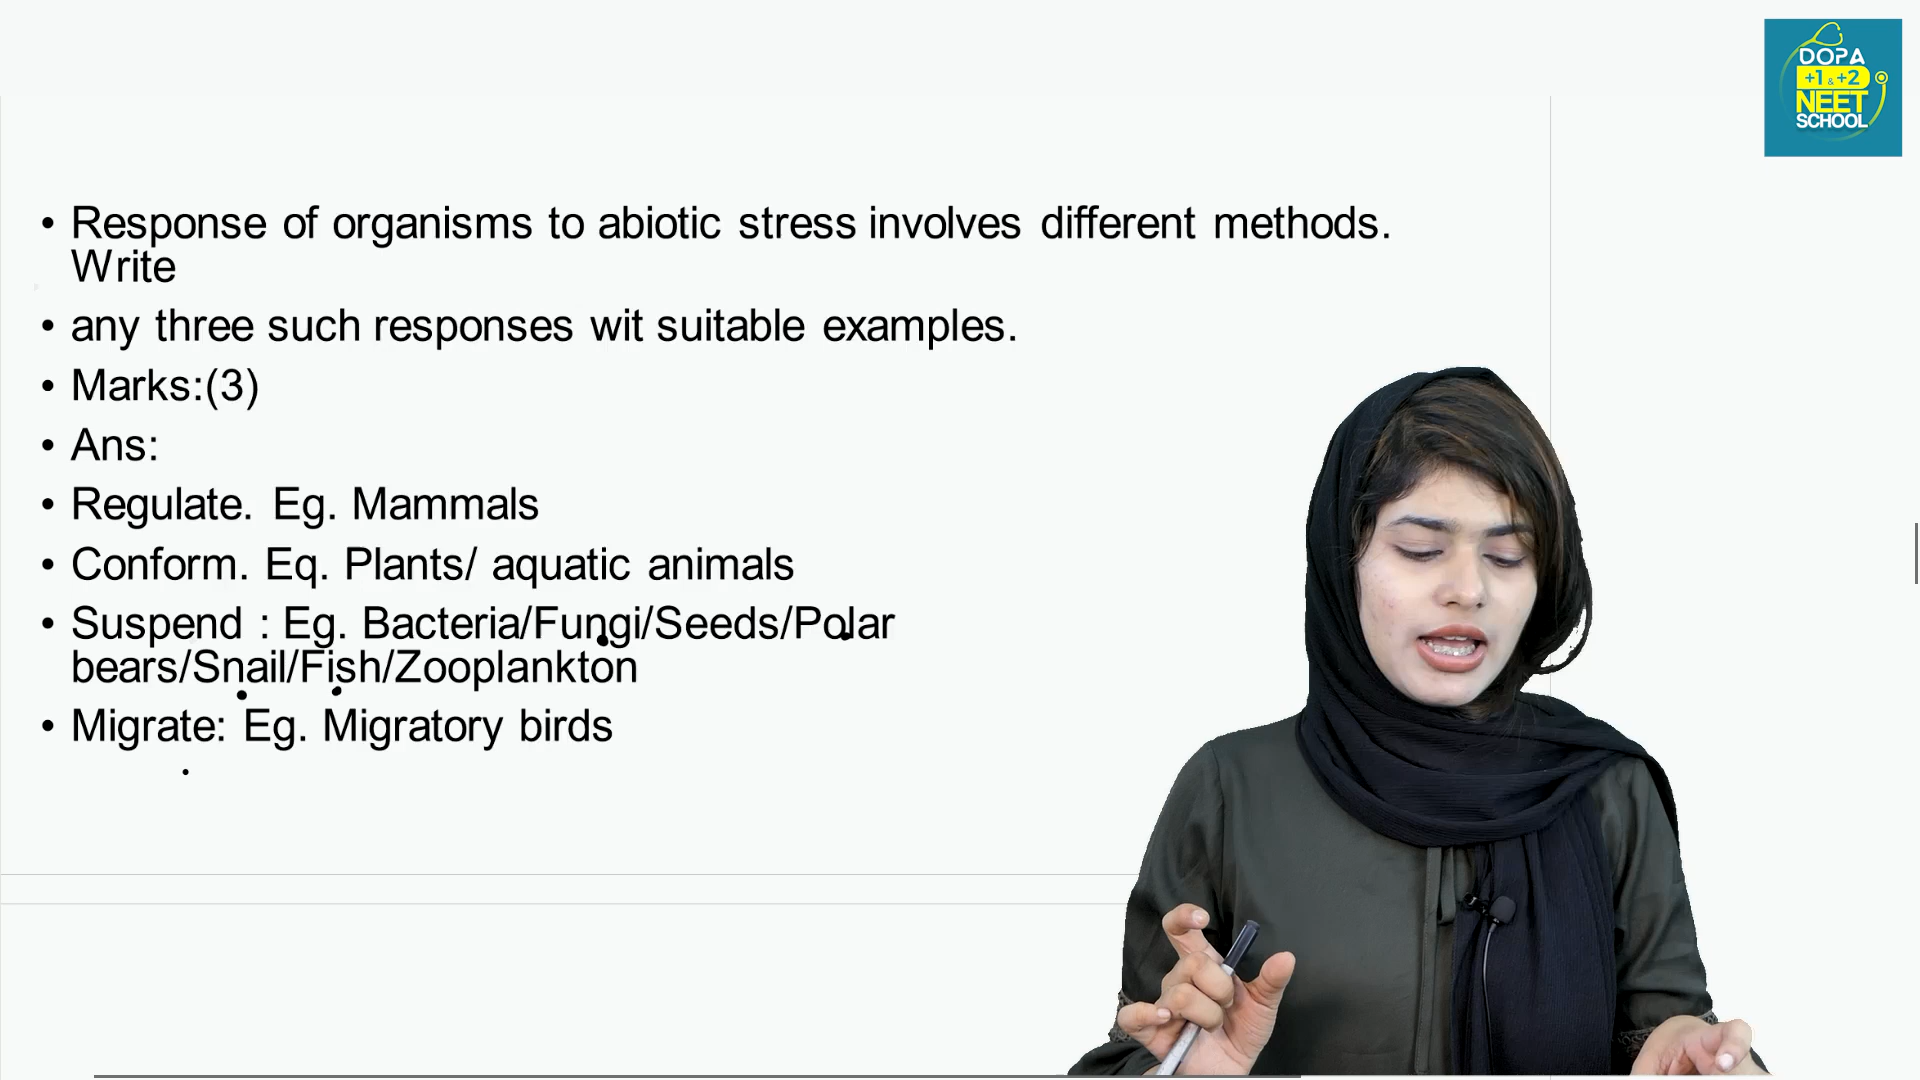 DOPA
+1 & +2
NEET
SCHOOL
• Response of organisms to abiotic stress involves different methods.
Write
• any three such responses wit suitable examples.
• Marks:(3)
• Ans:
• Regulate. Eg. Mammals
• Conform. Eq. Plants/ aquatic animals
• Suspend : Eg. Bacteria/Fungi/Seeds/Polar
bears/Snail/Fish/Zooplankton
• Migrate: Eg. Migratory birds